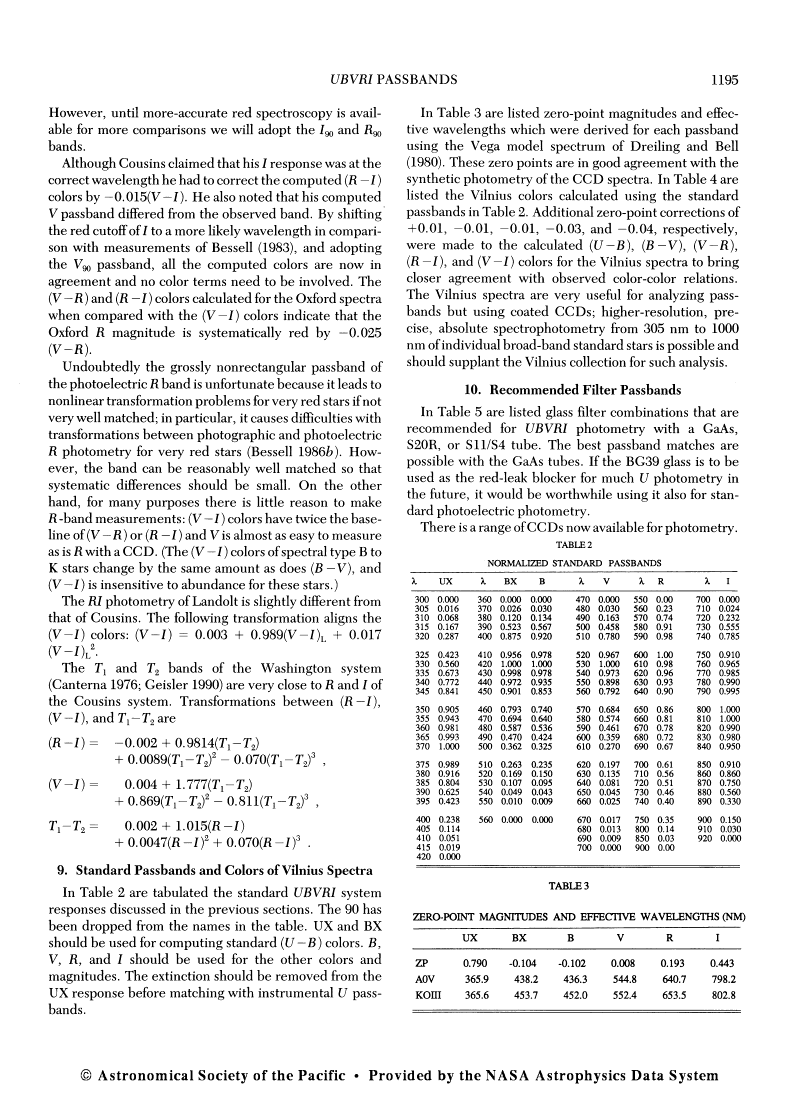 UBVRI PASSBANDS 1195
However, until more-accurate red spectroscopy is avail-
able for more comparisons we will adopt the I₉₀ and R₉₀
bands.
Although Cousins claimed that his I response was at the
correct wavelength he had to correct the computed (R − I)
colors by −0.015(V − I). He also noted that his computed
V passband differed from the observed band. By shifting
the red cutoff of I to a more likely wavelength in compari-
son with measurements of Bessell (1983), and adopting
the V₉₀ passband, all the computed colors are now in
agreement and no color terms need to be involved. The
(V − R) and (R − I) colors calculated for the Oxford spectra
when compared with the (V − I) colors indicate that the
Oxford R magnitude is systematically red by −0.025
(V − R).
Undoubtedly the grossly nonrectangular passband of
the photoelectric R band is unfortunate because it leads to
nonlinear transformation problems for very red stars if not
very well matched; in particular, it causes difficulties with
transformations between photographic and photoelectric
R photometry for very red stars (Bessell 1986b). How-
ever, the band can be reasonably well matched so that
systematic differences should be small. On the other
hand, for many purposes there is little reason to make
R-band measurements: (V − I) colors have twice the base-
line of (V − R) or (R − I) and V is almost as easy to measure
as is R with a CCD. (The (V − I) colors of spectral type B to
K stars change by the same amount as does (B − V), and
(V − I) is insensitive to abundance for these stars.)
The RI photometry of Landolt is slightly different from
that of Cousins. The following transformation aligns the
(V − I) colors: (V − I) = 0.003 + 0.989(V − I)L + 0.017
(V − I)L².
The T₁ and T₂ bands of the Washington system
(Canterna 1976; Geisler 1990) are very close to R and I of
the Cousins system. Transformations between (R − I),
(V − I), and T₁ − T₂ are
(R − I) = −0.002 + 0.9814(T₁ − T₂)
+ 0.0089(T₁ − T₂)² − 0.070(T₁ − T₂)³ ,
(V − I) = 0.004 + 1.777(T₁ − T₂)
+ 0.869(T₁ − T₂)² − 0.811(T₁ − T₂)³ ,
T₁ − T₂ = 0.002 + 1.015(R − I)
+ 0.0047(R − I)² + 0.070(R − I)³ .
9. Standard Passbands and Colors of Vilnius Spectra
In Table 2 are tabulated the standard UBVRI system
responses discussed in the previous sections. The 90 has
been dropped from the names in the table. UX and BX
should be used for computing standard (U − B) colors. B,
V, R, and I should be used for the other colors and
magnitudes. The extinction should be removed from the
UX response before matching with instrumental U pass-
bands.
In Table 3 are listed zero-point magnitudes and effec-
tive wavelengths which were derived for each passband
using the Vega model spectrum of Dreiling and Bell
(1980). These zero points are in good agreement with the
synthetic photometry of the CCD spectra. In Table 4 are
listed the Vilnius colors calculated using the standard
passbands in Table 2. Additional zero-point corrections of
+0.01, −0.01, −0.01, −0.03, and −0.04, respectively,
were made to the calculated (U − B), (B − V), (V − R),
(R − I), and (V − I) colors for the Vilnius spectra to bring
closer agreement with observed color-color relations.
The Vilnius spectra are very useful for analyzing pass-
bands but using coated CCDs; higher-resolution, pre-
cise, absolute spectrophotometry from 305 nm to 1000
nm of individual broad-band standard stars is possible and
should supplant the Vilnius collection for such analysis.
10. Recommended Filter Passbands
In Table 5 are listed glass filter combinations that are
recommended for UBVRI photometry with a GaAs,
S20R, or S11/S4 tube. The best passband matches are
possible with the GaAs tubes. If the BG39 glass is to be
used as the red-leak blocker for much U photometry in
the future, it would be worthwhile using it also for stan-
dard photoelectric photometry.
There is a range of CCDs now available for photometry.
TABLE 2
NORMALIZED STANDARD PASSBANDS
λ UX λ BX B λ V λ R λ I
300 0.000 360 0.000 0.000 470 0.000 550 0.00 700 0.000
305 0.016 370 0.026 0.030 480 0.030 560 0.23 710 0.024
310 0.068 380 0.120 0.134 490 0.163 570 0.74 720 0.232
315 0.167 390 0.523 0.567 500 0.458 580 0.91 730 0.555
320 0.287 400 0.875 0.920 510 0.780 590 0.98 740 0.785
325 0.423 410 0.956 0.978 520 0.967 600 1.00 750 0.910
330 0.560 420 1.000 1.000 530 1.000 610 0.98 760 0.965
335 0.673 430 0.998 0.978 540 0.973 620 0.96 770 0.985
340 0.772 440 0.972 0.935 550 0.898 630 0.93 780 0.990
345 0.841 450 0.901 0.853 560 0.792 640 0.90 790 0.995
350 0.905 460 0.793 0.740 570 0.684 650 0.86 800 1.000
355 0.943 470 0.694 0.640 580 0.574 660 0.81 810 1.000
360 0.981 480 0.587 0.536 590 0.461 670 0.78 820 0.990
365 0.993 490 0.470 0.424 600 0.359 680 0.72 830 0.980
370 1.000 500 0.362 0.325 610 0.270 690 0.67 840 0.950
375 0.989 510 0.263 0.235 620 0.197 700 0.61 850 0.910
380 0.916 520 0.169 0.150 630 0.135 710 0.56 860 0.860
385 0.804 530 0.107 0.095 640 0.081 720 0.51 870 0.750
390 0.625 540 0.049 0.043 650 0.045 730 0.46 880 0.560
395 0.423 550 0.010 0.009 660 0.025 740 0.40 890 0.330
400 0.238 560 0.000 0.000 670 0.017 750 0.35 900 0.150
405 0.114 680 0.013 800 0.14 910 0.030
410 0.051 690 0.009 850 0.03 920 0.000
415 0.019 700 0.000 900 0.00
420 0.000
TABLE 3
ZERO-POINT MAGNITUDES AND EFFECTIVE WAVELENGTHS (NM)
UX BX B V R I
ZP 0.790 -0.104 -0.102 0.008 0.193 0.443
A0V 365.9 438.2 436.3 544.8 640.7 798.2
K0III 365.6 453.7 452.0 552.4 653.5 802.8
© Astronomical Society of the Pacific • Provided by the NASA Astrophysics Data System